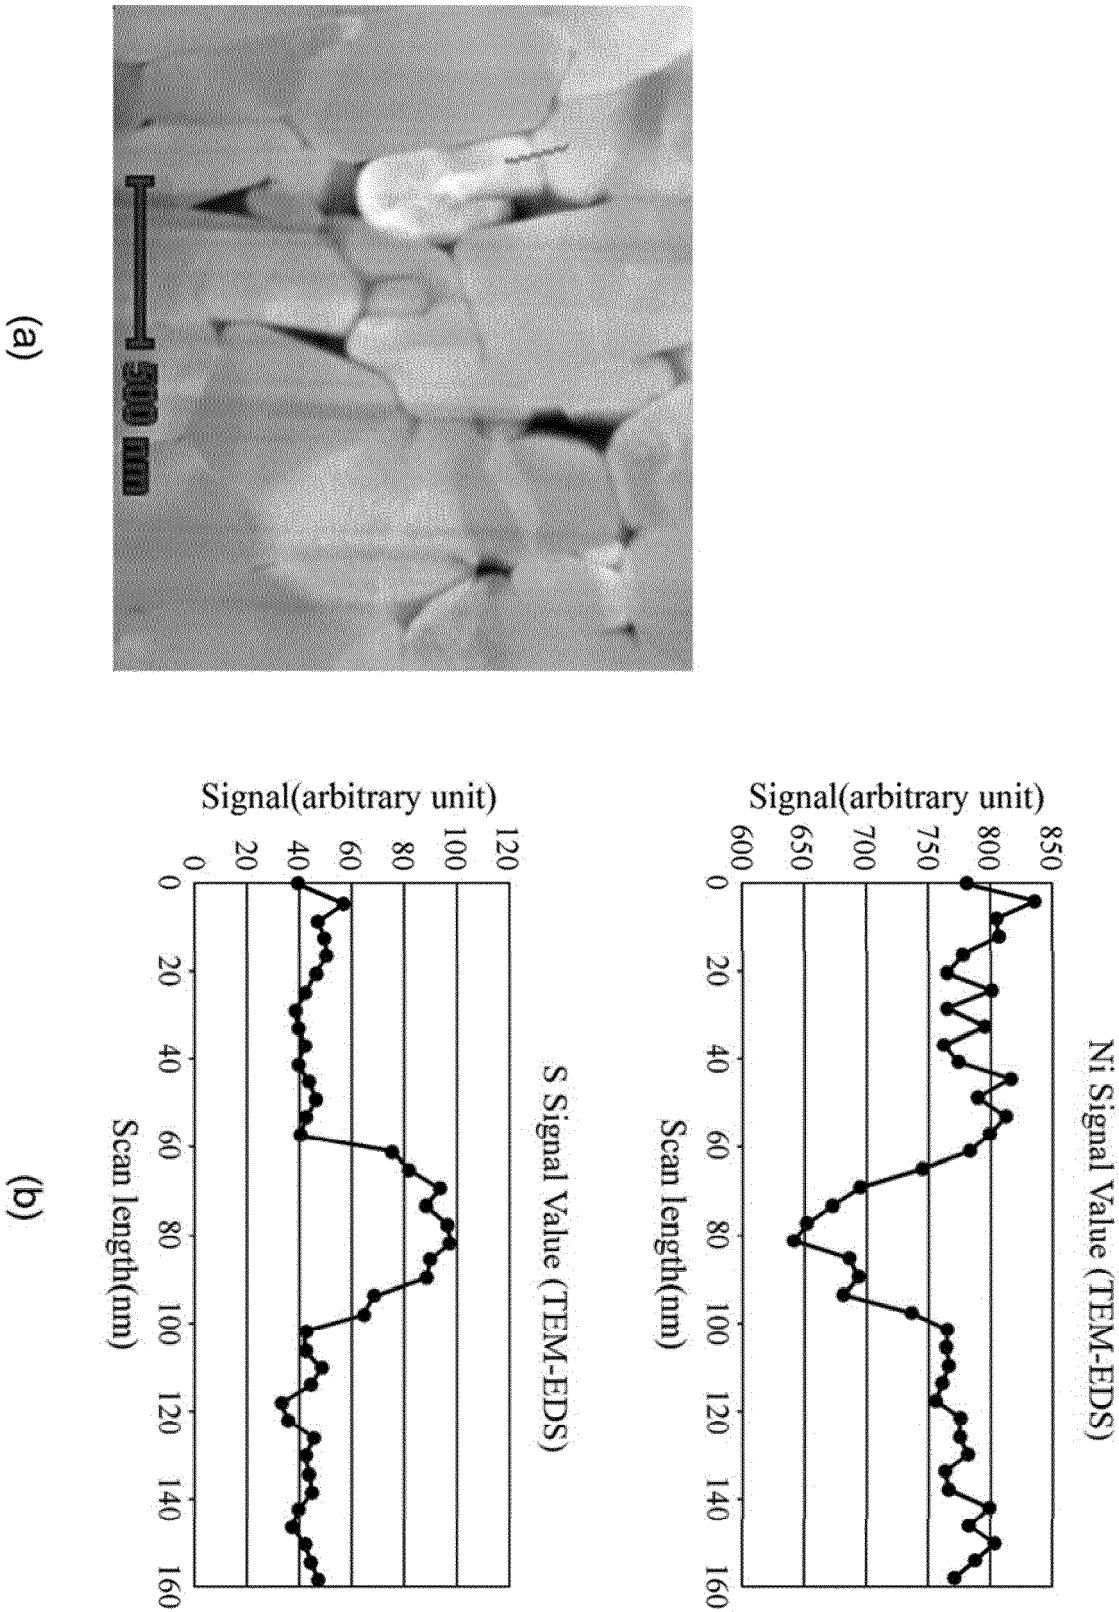 (a)
500 nm
(b)
Ni Signal Value (TEM-EDS)
Signal(arbitrary unit)
850
800
750
700
650
600
0 20 40 60 80 100 120 140 160
Scan length(nm)
S Signal Value (TEM-EDS)
Signal(arbitrary unit)
120
100
80
60
40
20
0
0 20 40 60 80 100 120 140 160
Scan length(nm)